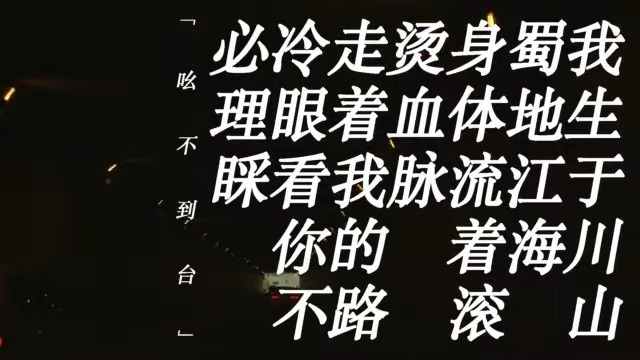 我生于川山
蜀地江海
身体流着滚
烫血脉
走着我的路
冷眼看你不
必理睬
「吆不到台」